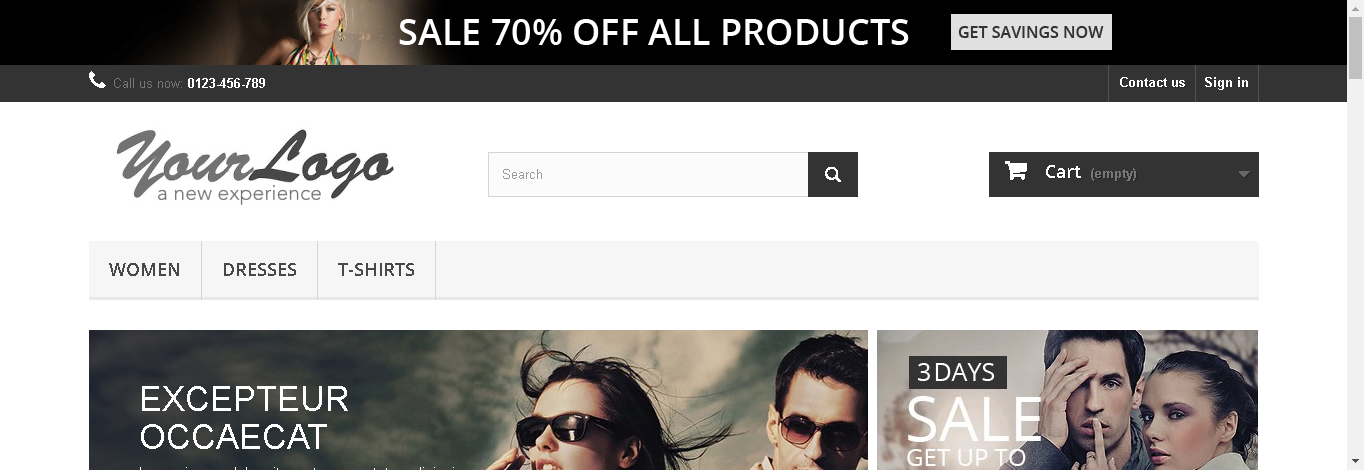 SALE 70% OFF ALL PRODUCTS
GET SAVINGS NOW
Call us now: 0123-456-789
Contact us
Sign in
YourLogo
a new experience
Search
Cart (empty)
WOMEN
DRESSES
T-SHIRTS
EXCEPTEUR
OCCAECAT
3 DAYS
SALE
GET UP TO